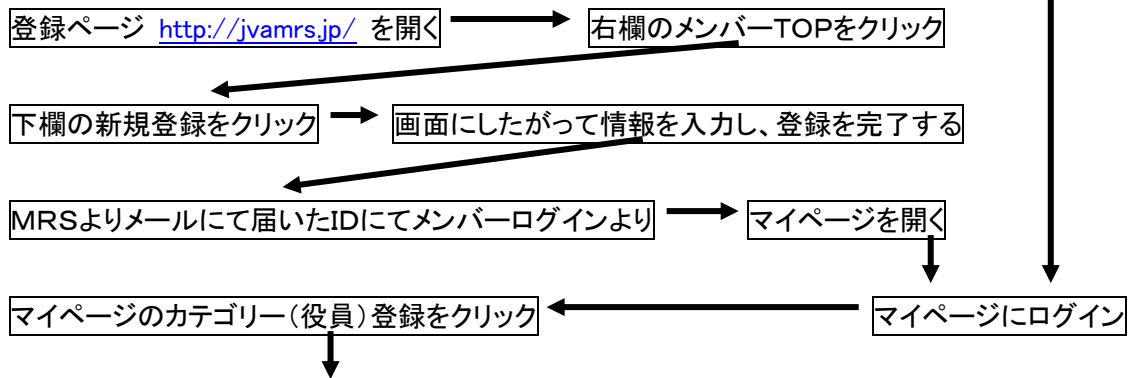 登録ページ http://jvamrs.jp/ を開く
右欄のメンバーTOPをクリック
下欄の新規登録をクリック
画面にしたがって情報を入力し、登録を完了する
MRSよりメールにて届いたIDにてメンバーログインより
マイページを開く
マイページのカテゴリー(役員)登録をクリック
マイページにログイン